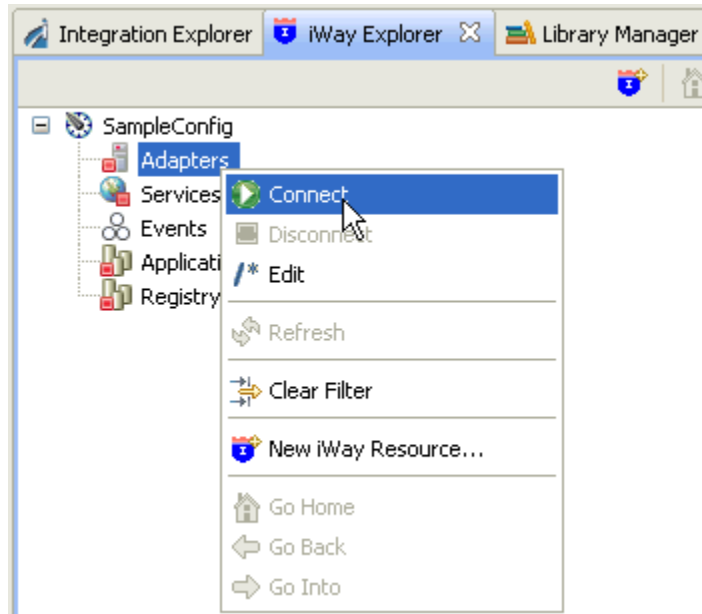 Integration Explorer iWay Explorer Library Manager
SampleConfig
Adapters
Services
Events
Applicati
Registry
Connect
Disconnect
/* Edit
Refresh
Clear Filter
New iWay Resource...
Go Home
Go Back
Go Into